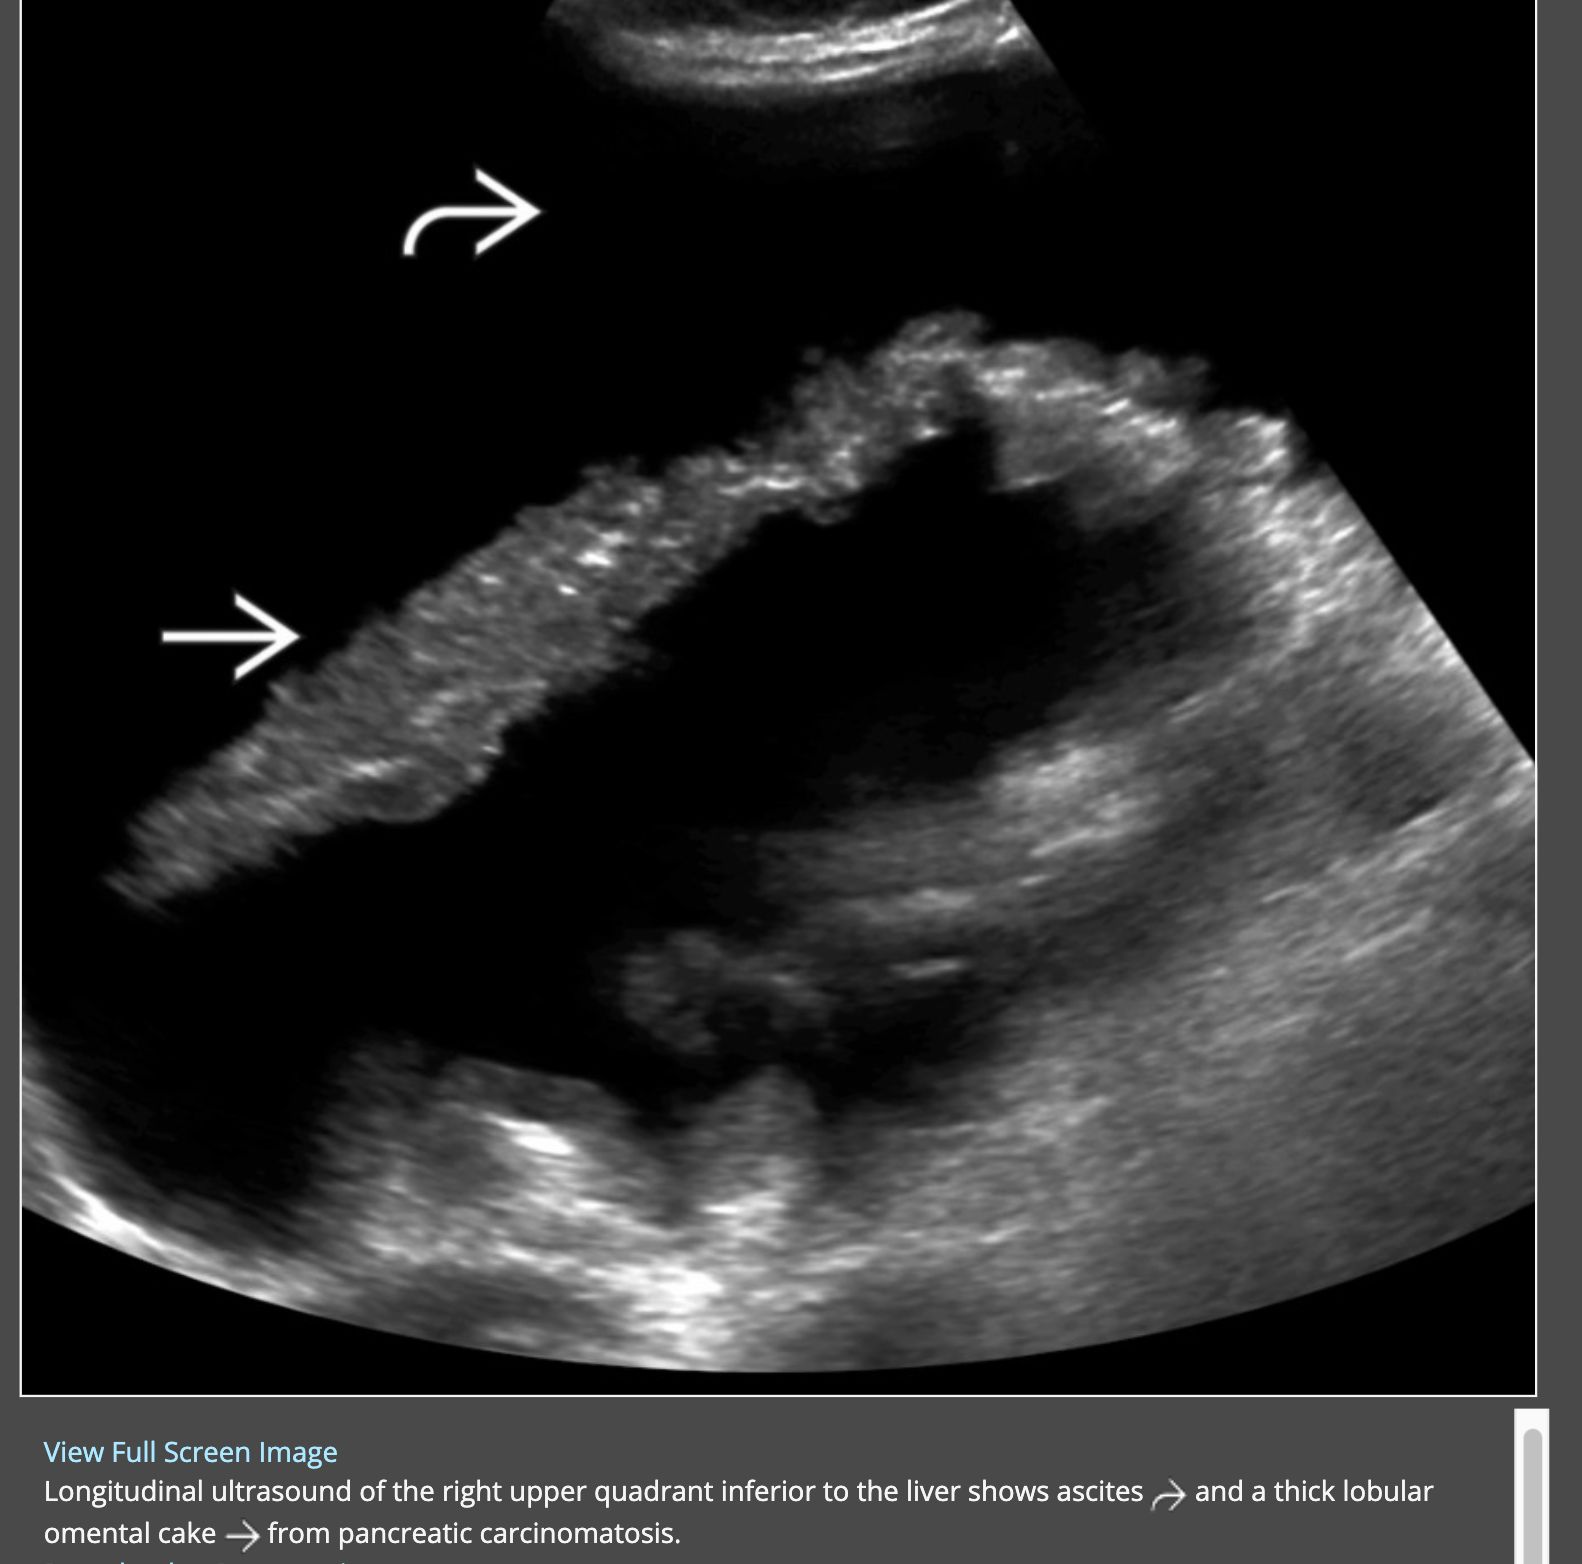 View Full Screen Image
Longitudinal ultrasound of the right upper quadrant inferior to the liver shows ascites and a thick lobular
omental cake from pancreatic carcinomatosis.